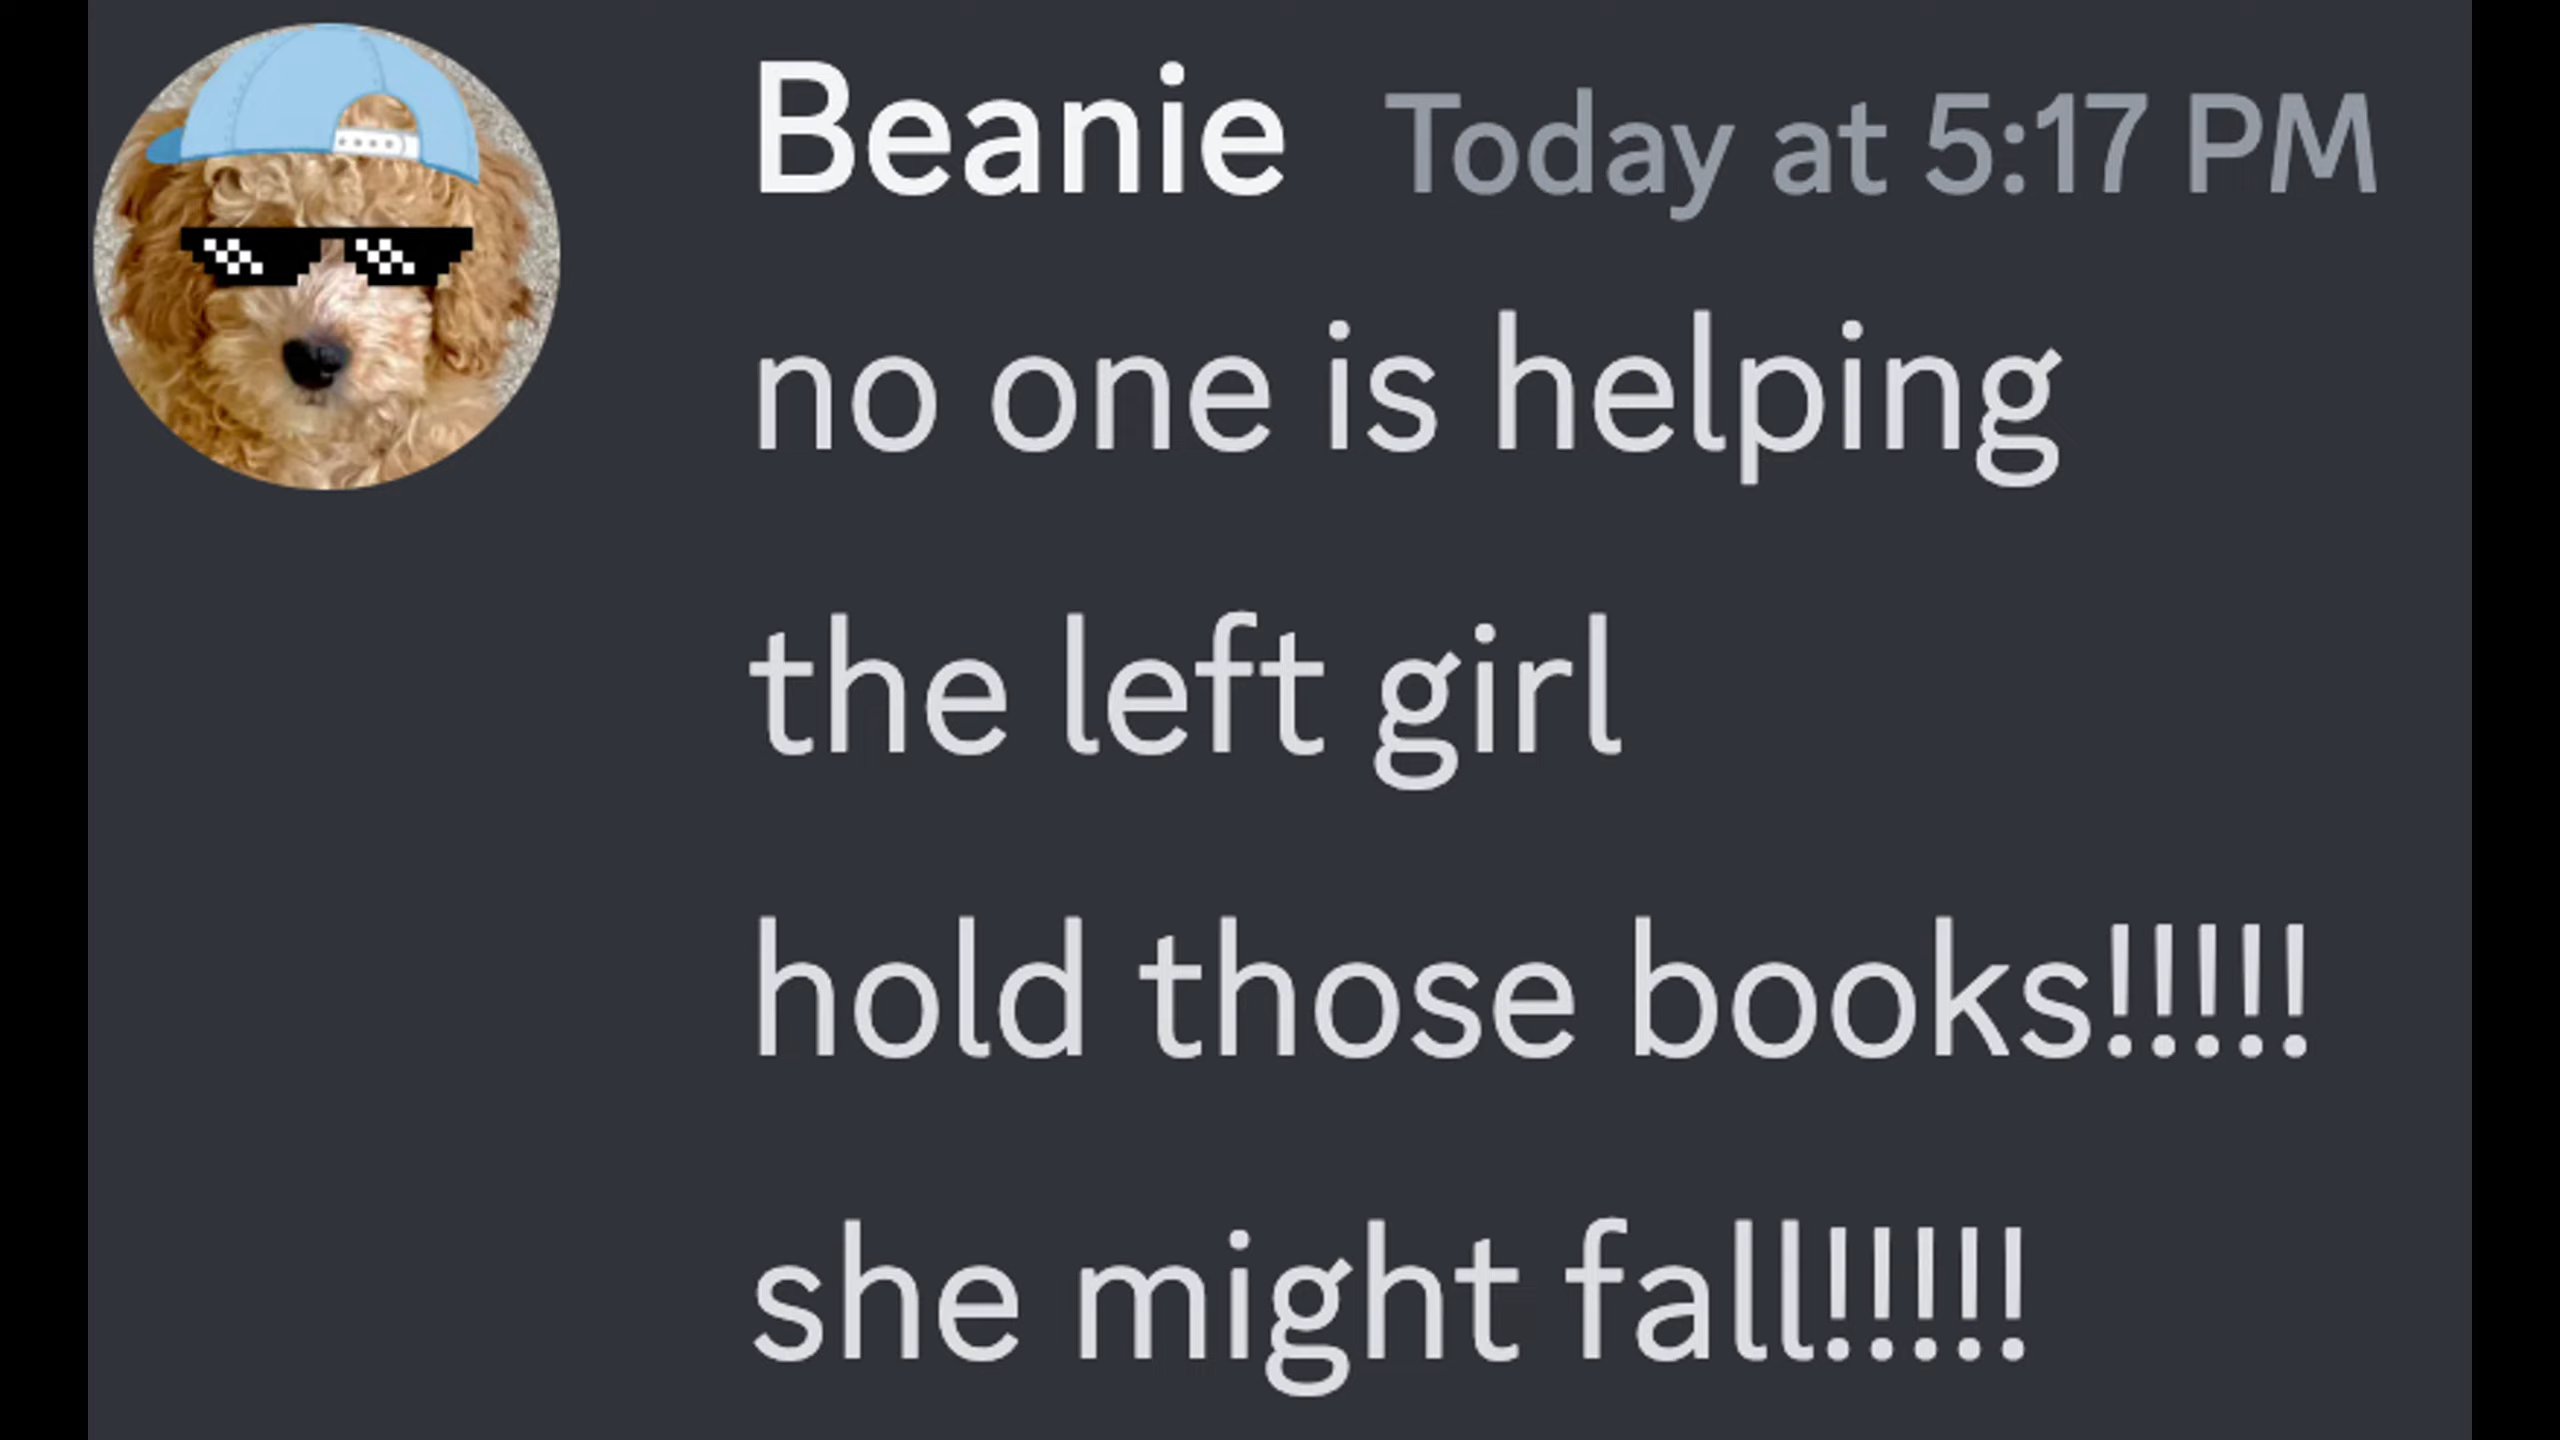 Beanie Today at 5:17 PM
no one is helping
the left girl
hold those books!!!!!
she might fall!!!!!